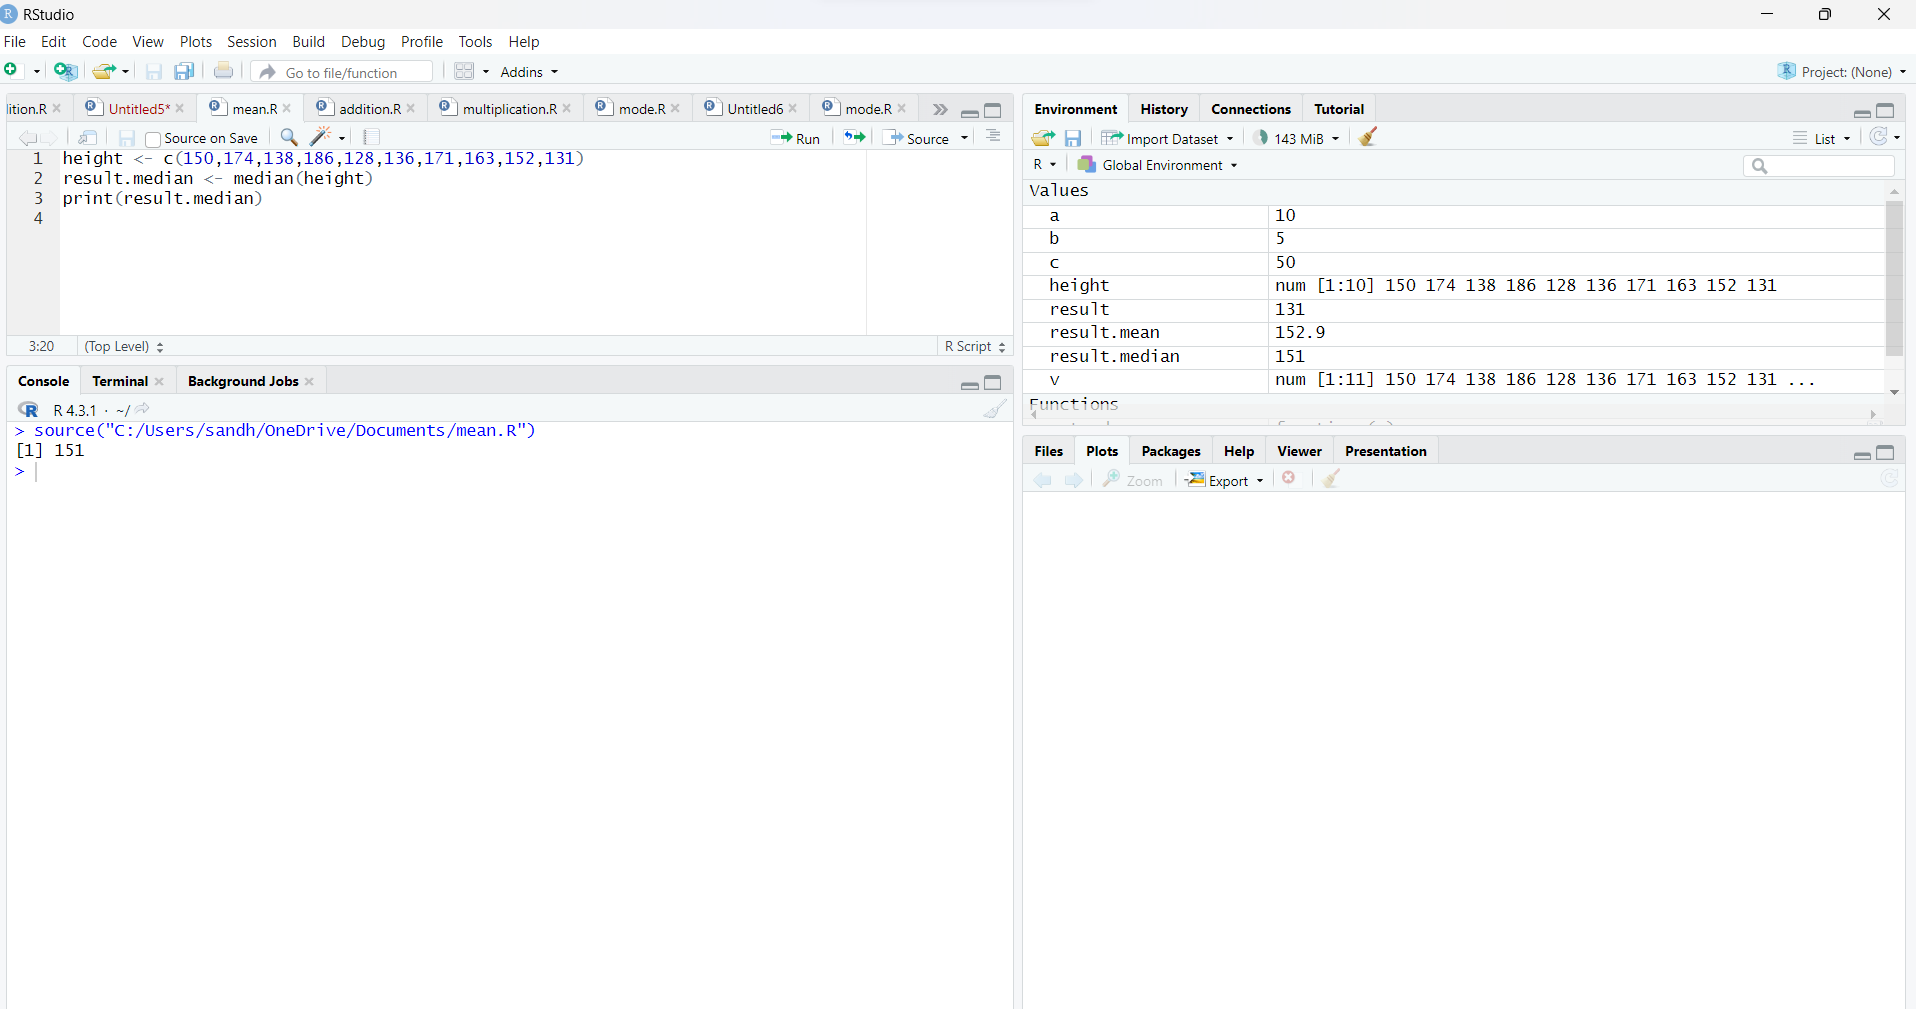 RStudio
File Edit Code View Plots Session Build Debug Profile Tools Help
Go to file/function Addins Project: (None)
lition.R Untitled5* mean.R addition.R multiplication.R mode.R Untitled6 mode.R
Source on Save Run Source
1 height <- c(150,174,138,186,128,136,171,163,152,131)
2 result.median <- median(height)
3 print(result.median)
4
3:20 (Top Level) R Script
Console Terminal Background Jobs
R 4.3.1 · ~/
> source("C:/Users/sandh/OneDrive/Documents/mean.R")
[1] 151
>
Environment History Connections Tutorial
Import Dataset 143 MiB List
R Global Environment
Values
a 10
b 5
c 50
height num [1:10] 150 174 138 186 128 136 171 163 152 131
result 131
result.mean 152.9
result.median 151
v num [1:11] 150 174 138 186 128 136 171 163 152 131 ...
Functions
Files Plots Packages Help Viewer Presentation
Zoom Export